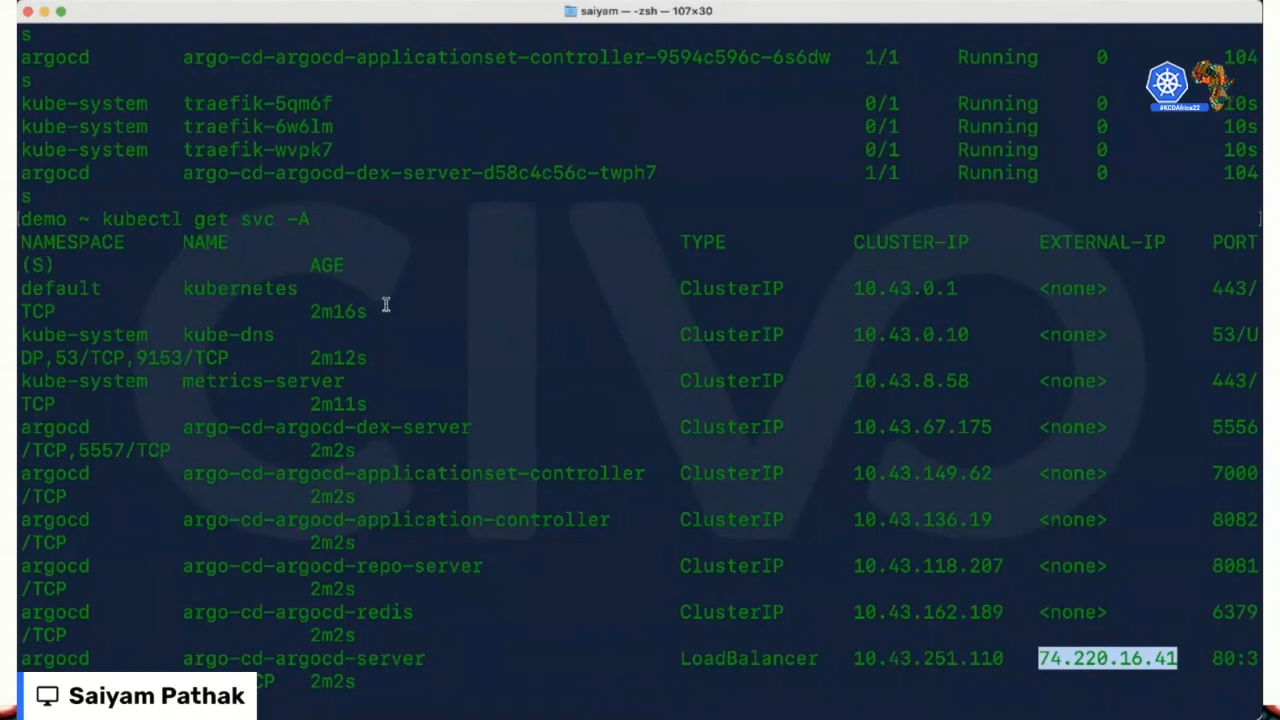 saiyam — -zsh — 107×30
s
argocd argo-cd-argocd-applicationset-controller-9594c596c-6s6dw 1/1 Running 0 104
s
kube-system traefik-5qm6f 0/1 Running 0 10s
kube-system traefik-6w6lm 0/1 Running 0 10s
kube-system traefik-wvpk7 0/1 Running 0 10s
argocd argo-cd-argocd-dex-server-d58c4c56c-twph7 1/1 Running 0 104
s
demo ~ kubectl get svc -A
NAMESPACE NAME TYPE CLUSTER-IP EXTERNAL-IP PORT
(S) AGE
default kubernetes ClusterIP 10.43.0.1 <none> 443/
TCP 2m16s
kube-system kube-dns ClusterIP 10.43.0.10 <none> 53/U
DP,53/TCP,9153/TCP 2m12s
kube-system metrics-server ClusterIP 10.43.8.58 <none> 443/
TCP 2m11s
argocd argo-cd-argocd-dex-server ClusterIP 10.43.67.175 <none> 5556
/TCP,5557/TCP 2m2s
argocd argo-cd-argocd-applicationset-controller ClusterIP 10.43.149.62 <none> 7000
/TCP 2m2s
argocd argo-cd-argocd-application-controller ClusterIP 10.43.136.19 <none> 8082
/TCP 2m2s
argocd argo-cd-argocd-repo-server ClusterIP 10.43.118.207 <none> 8081
/TCP 2m2s
argocd argo-cd-argocd-redis ClusterIP 10.43.162.189 <none> 6379
/TCP 2m2s
argocd argo-cd-argocd-server LoadBalancer 10.43.251.110 74.220.16.41 80:3
CP 2m2s
#KCDAfrica22
CIVO
Saiyam Pathak